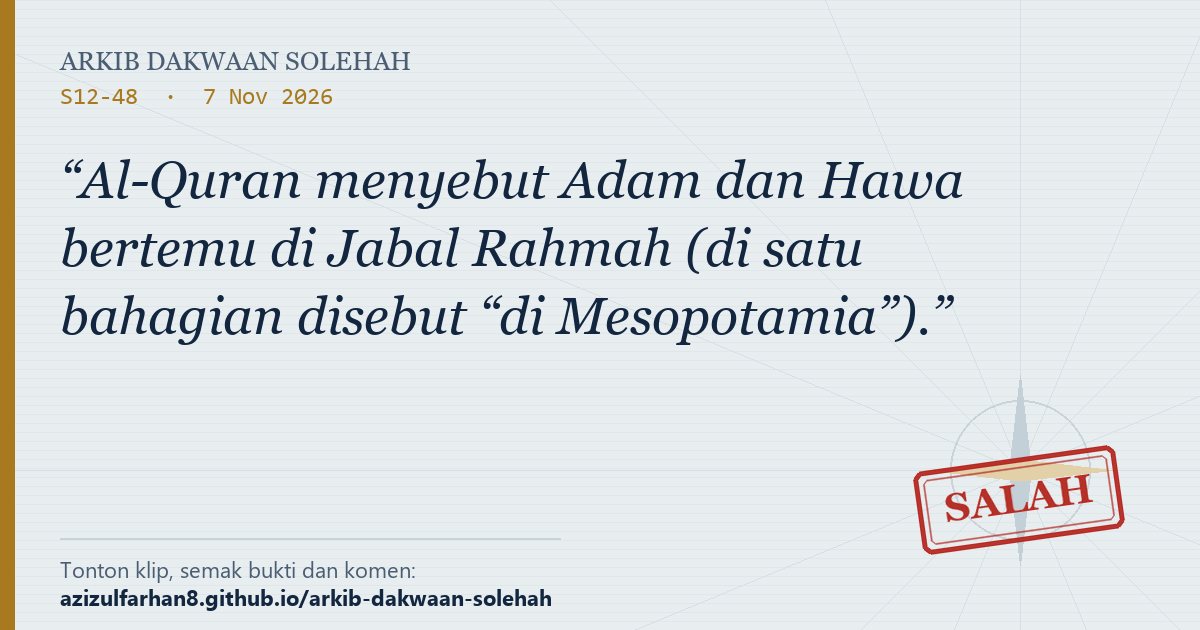 ARKIB DAKWAAN SOLEHAH
S12-48 · 7 Nov 2026
“Al-Quran menyebut Adam dan Hawa
bertemu di Jabal Rahmah (di satu
bahagian disebut “di Mesopotamia”).”
SALAH
Tonton klip, semak bukti dan komen:
azizulfarhan8.github.io/arkib-dakwaan-solehah